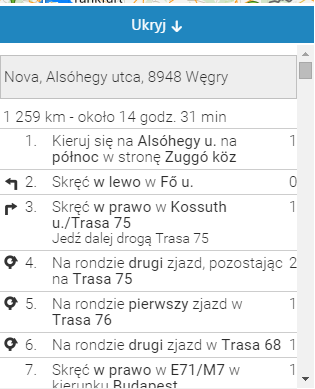 Frankfurt
Ukryj
Nova, Alsóhegy utca, 8948 Węgry
1 259 km - około 14 godz. 31 min
1. Kieruj się na Alsóhegy u. na 1
północ w stronę Zuggó köz
2. Skręć w lewo w Fő u. 0
3. Skręć w prawo w Kossuth 1
u./Trasa 75
Jedź dalej drogą Trasa 75
4. Na rondzie drugi zjazd, pozostając 2
na Trasa 75
5. Na rondzie pierwszy zjazd w 1
Trasa 76
6. Na rondzie drugi zjazd w Trasa 68 1
7. Skręć w prawo w E71/M7 w 1
kierunku Budapest